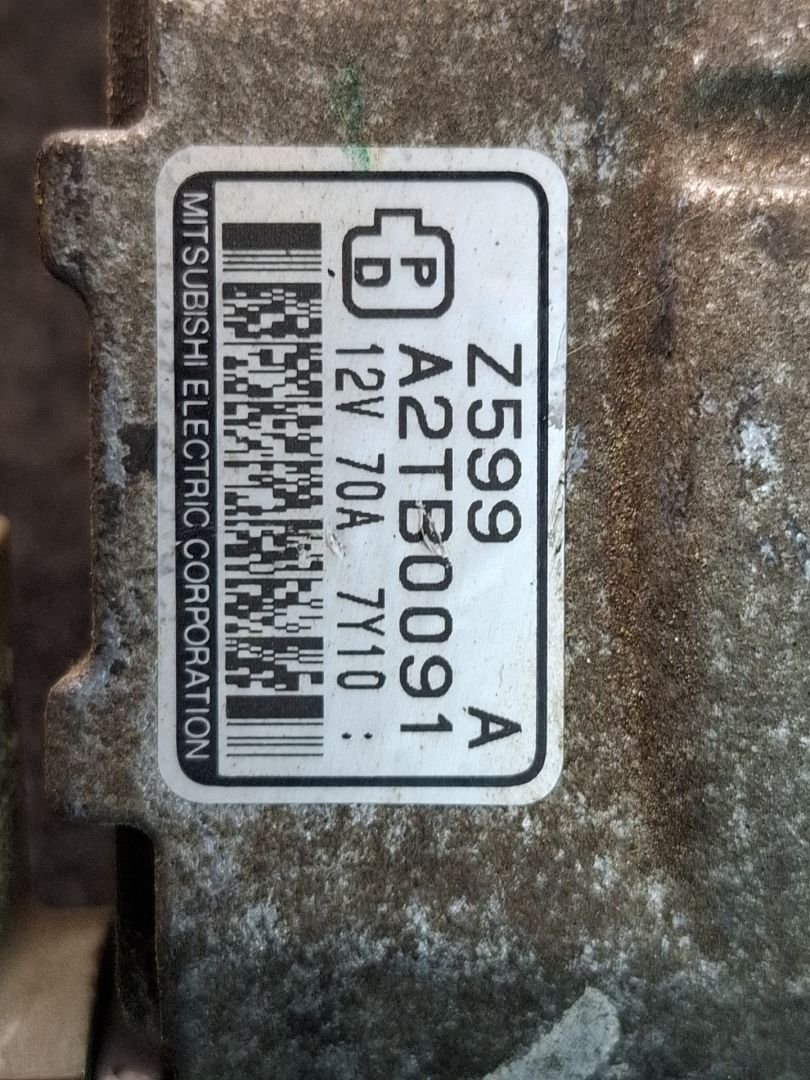 Z599 A
A2TB0091
P
D
12V 70A 7Y10 :
MITSUBISHI ELECTRIC CORPORATION